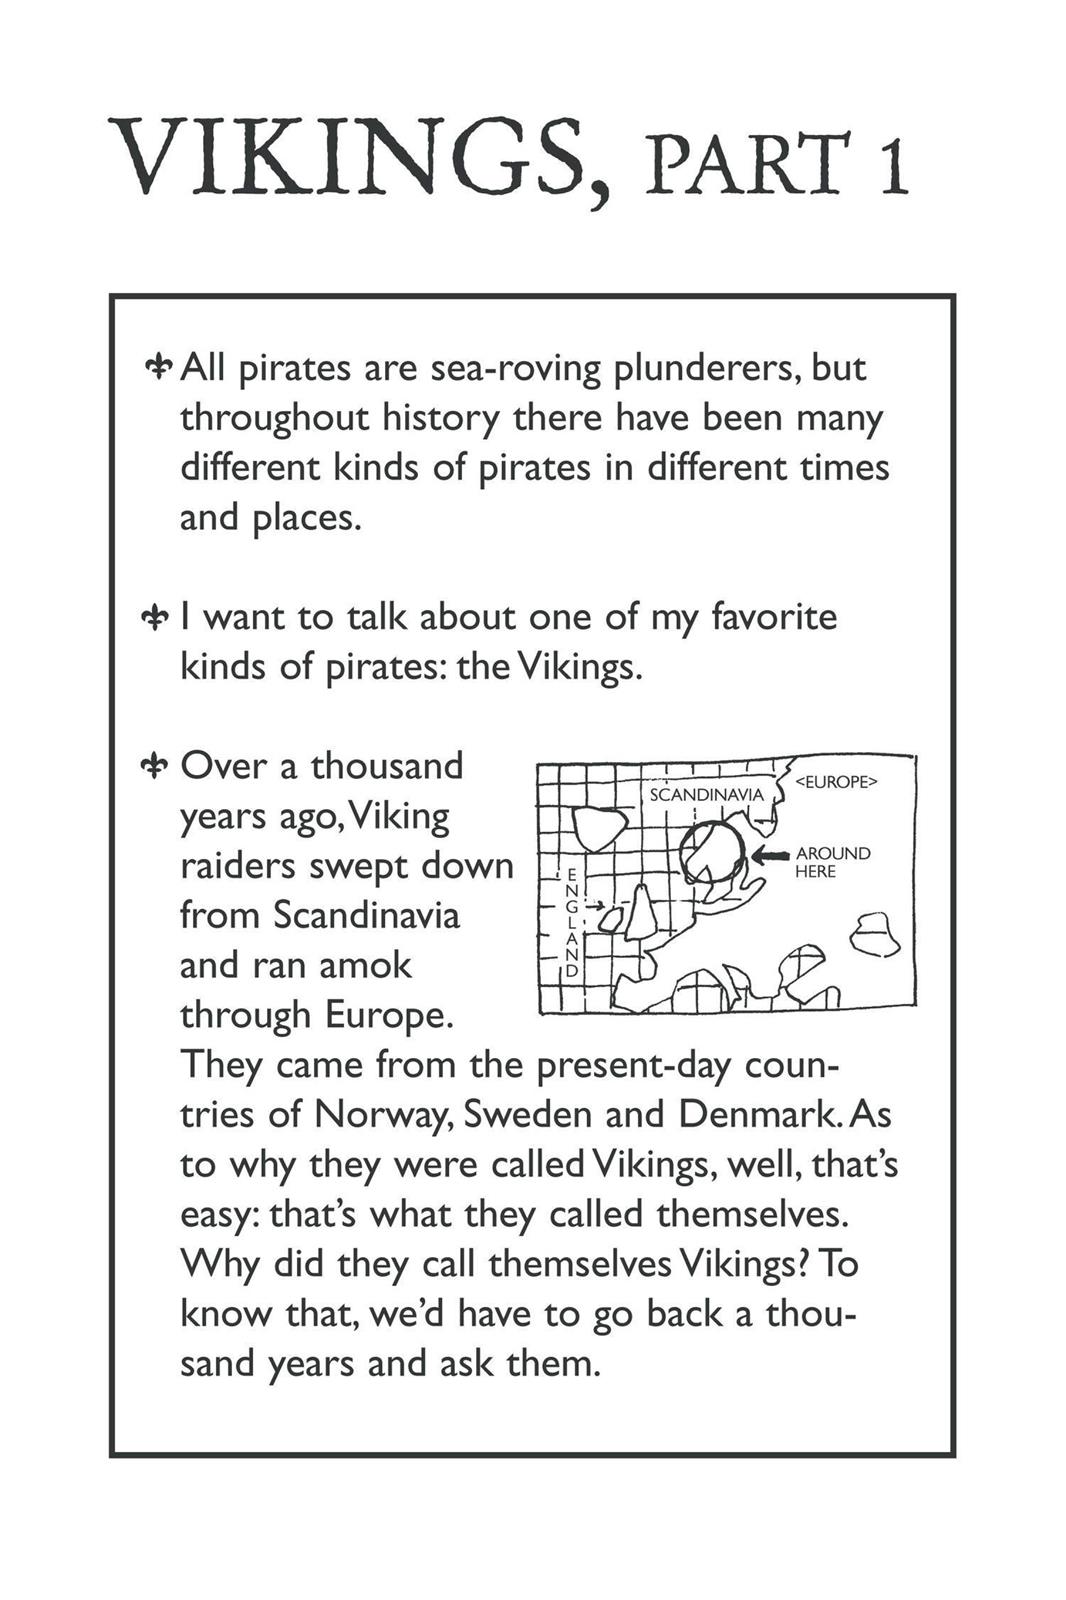 VIKINGS, PART 1
All pirates are sea-roving plunderers, but
throughout history there have been many
different kinds of pirates in different times
and places.
I want to talk about one of my favorite
kinds of pirates: the Vikings.
Over a thousand
years ago, Viking
raiders swept down
from Scandinavia
and ran amok
through Europe.
<EUROPE>
SCANDINAVIA
AROUND
HERE
ENGLAND
They came from the present-day coun-
tries of Norway, Sweden and Denmark. As
to why they were called Vikings, well, that’s
easy: that’s what they called themselves.
Why did they call themselves Vikings? To
know that, we’d have to go back a thou-
sand years and ask them.